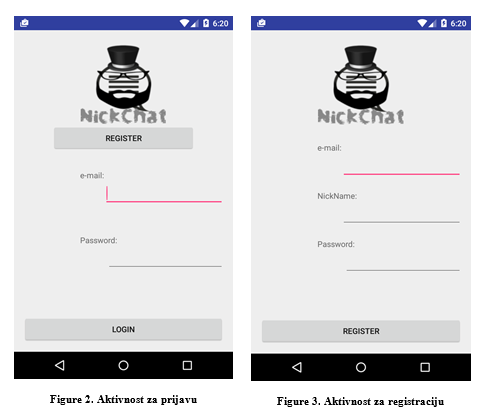 6:20
NickChat
REGISTER
e-mail:
Password:
LOGIN
Figure 2. Aktivnost za prijavu
6:20
NickChat
e-mail:
NickName:
Password:
REGISTER
Figure 3. Aktivnost za registraciju